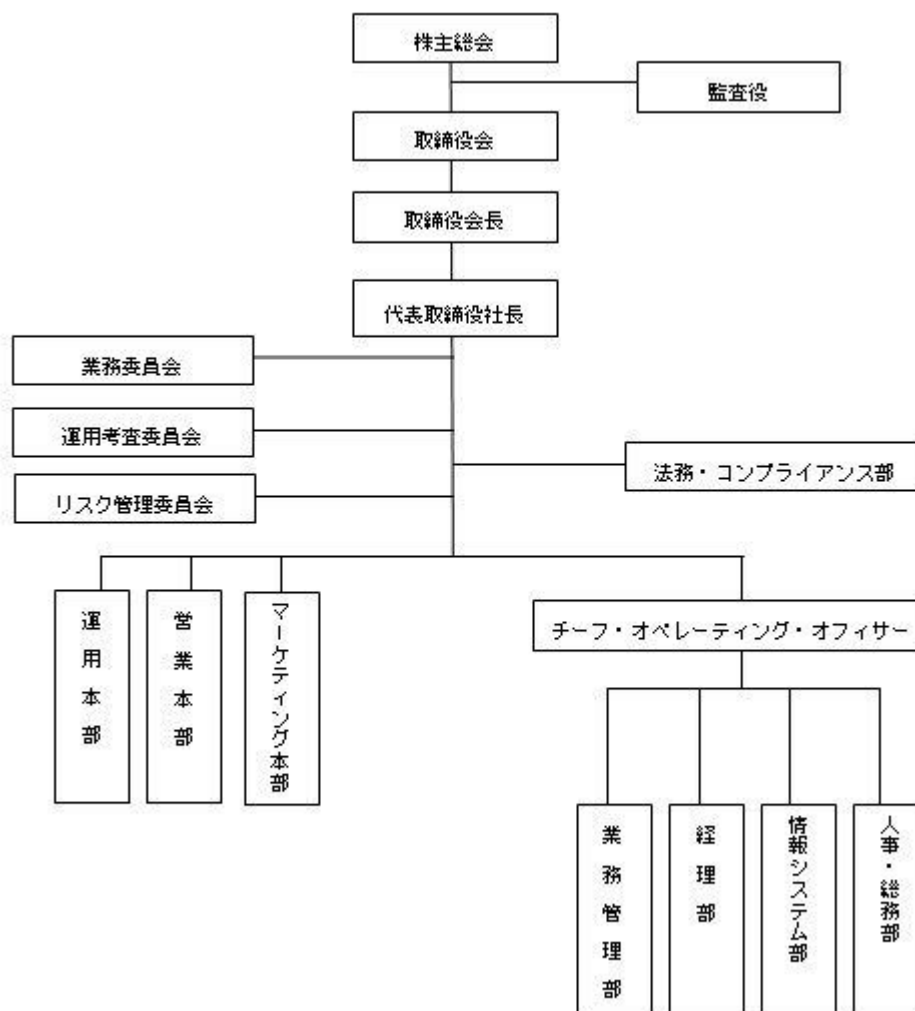 株主総会
監査役
取締役会
取締役会長
代表取締役社長
業務委員会
運用考査委員会
法務・コンプライアンス部
リスク管理委員会
運用本部
営業本部
マーケティング本部
チーフ・オペレーティング・オフィサー
業務管理部
経理部
情報システム部
人事・総務部